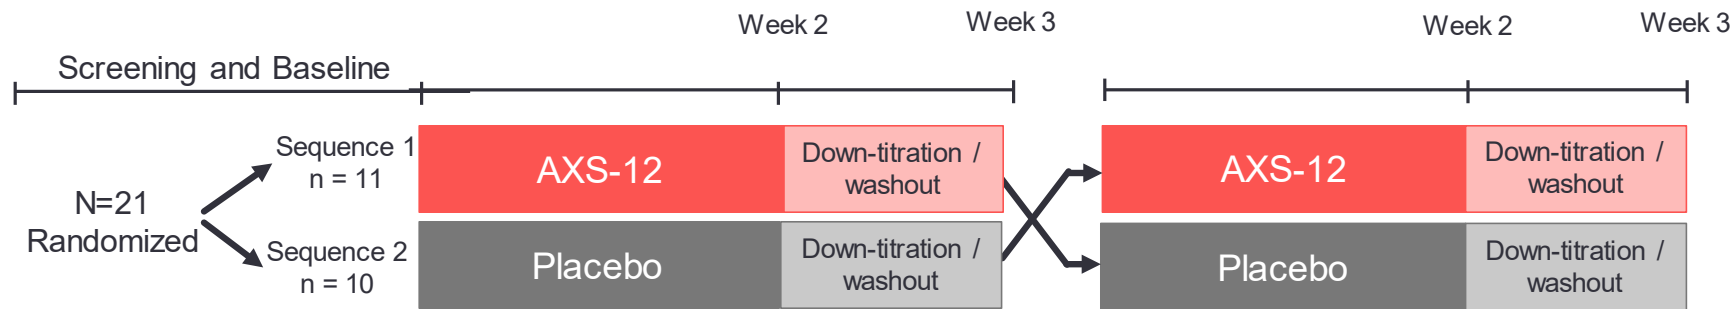 Week 2
Week 3
Week 2
Week 3
Screening and Baseline
Sequence 1
n = 11
AXS-12
Down-titration /
washout
AXS-12
Down-titration /
washout
N=21
Randomized
Sequence 2
n = 10
Placebo
Down-titration /
washout
Placebo
Down-titration /
washout